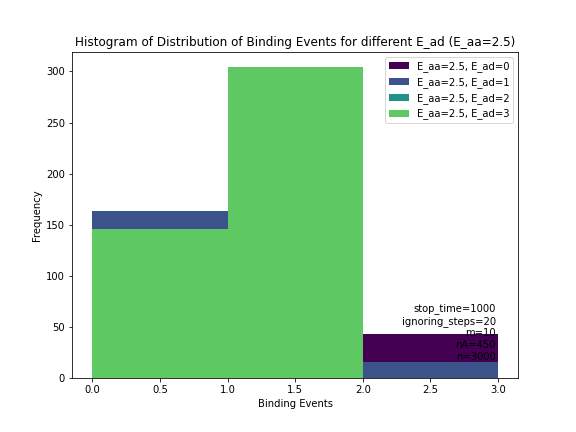 Histogram of Distribution of Binding Events for different E_ad (E_aa=2.5)
E_aa=2.5, E_ad=0
E_aa=2.5, E_ad=1
E_aa=2.5, E_ad=2
E_aa=2.5, E_ad=3
300
250
200
150
100
50
0
Frequency
stop_time=1000
ignoring_steps=20
m=10
nA=450
n=3000
0.0 0.5 1.0 1.5 2.0 2.5 3.0
Binding Events